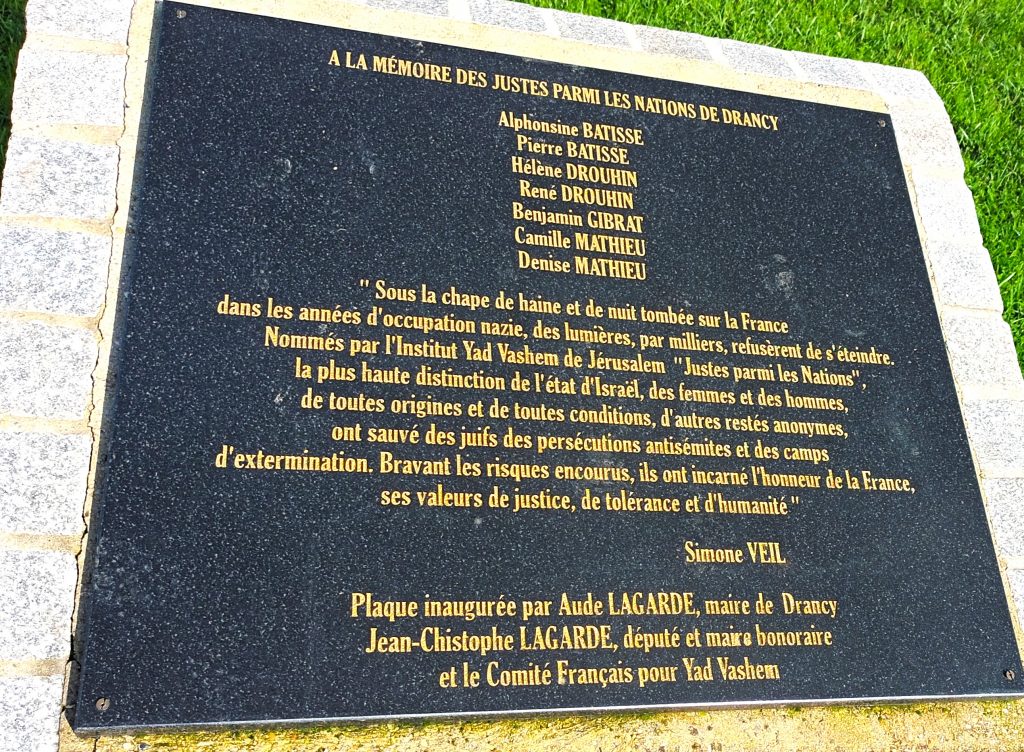 A LA MÉMOIRE DES JUSTES PARMI LES NATIONS DE DRANCY
Alphonsine BATISSE
Pierre BATISSE
Hélène DROUHIN
René DROUHIN
Benjamin GIBRAT
Camille MATHIEU
Denise MATHIEU
" Sous la chape de haine et de nuit tombée sur la France
dans les années d'occupation nazie, des lumières, par milliers, refusèrent de s'éteindre.
Nommés par l'Institut Yad Vashem de Jérusalem "Justes parmi les Nations",
la plus haute distinction de l'état d'Israël, des femmes et des hommes,
de toutes origines et de toutes conditions, d'autres restés anonymes,
ont sauvé des juifs des persécutions antisémites et des camps
d'extermination. Bravant les risques encourus, ils ont incarné l'honneur de la France,
ses valeurs de justice, de tolérance et d'humanité "
Simone VEIL
Plaque inaugurée par Aude LAGARDE, maire de Drancy
Jean-Chistophe LAGARDE, député et maire honoraire
et le Comité Français pour Yad Vashem